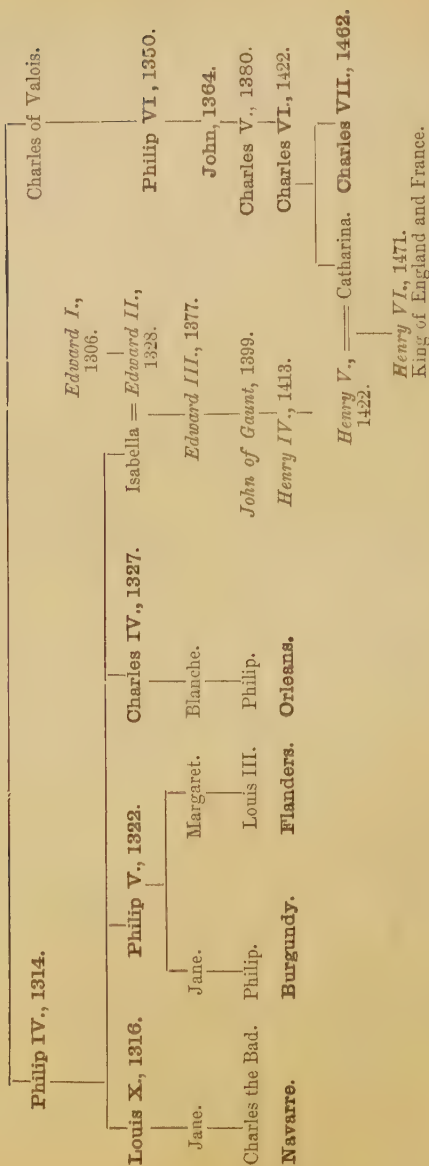 Philip IV., 1314.
Charles of Valois.
Edward I.,
1306.
Louis X., 1316.
Philip V., 1322.
Charles IV., 1327.
Isabella = Edward II.,
1328.
Philip VI., 1350.
Jane.
Jane.
Margaret.
Blanche.
Edward III., 1377.
John, 1364.
Charles the Bad.
Philip.
Louis III.
Philip.
John of Gaunt, 1399.
Charles V., 1380.
Navarre.
Burgundy.
Flanders.
Orleans.
Henry IV., 1413.
Charles VI., 1422.
Henry V., = Catharina.
1422.
Charles VII., 1462.
Henry VI., 1471.
King of England and France.